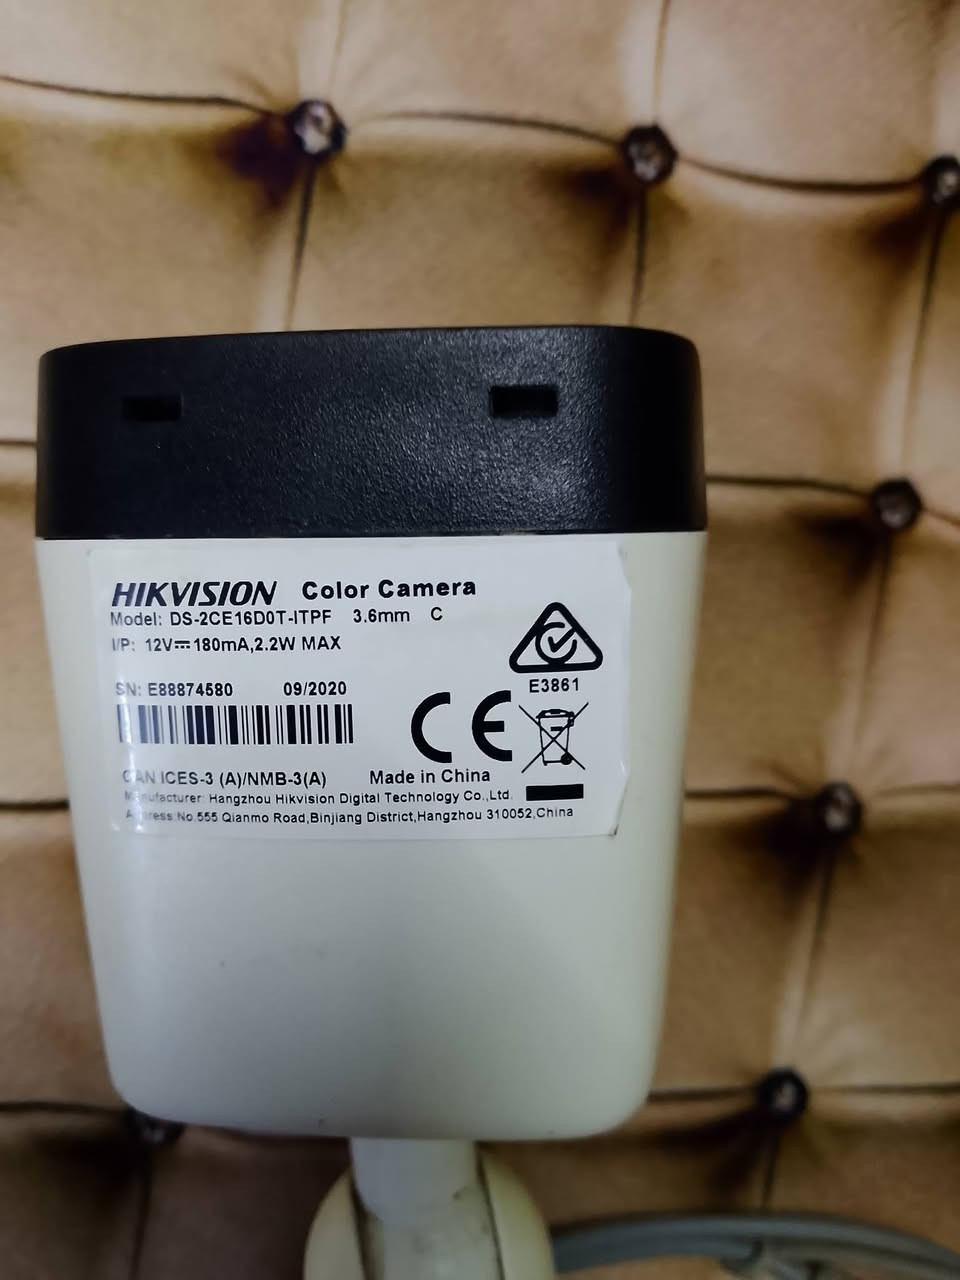 HIKVISION Color Camera
Model: DS-2CE16D0T-ITPF 3.6mm C
I/P: 12V⎓180mA,2.2W MAX
SN: E88874580 09/2020
E3861
CE
CAN ICES-3 (A)/NMB-3(A) Made in China
Manufacturer: Hangzhou Hikvision Digital Technology Co.,Ltd.
Address:No.555 Qianmo Road,Binjiang District,Hangzhou 310052,China